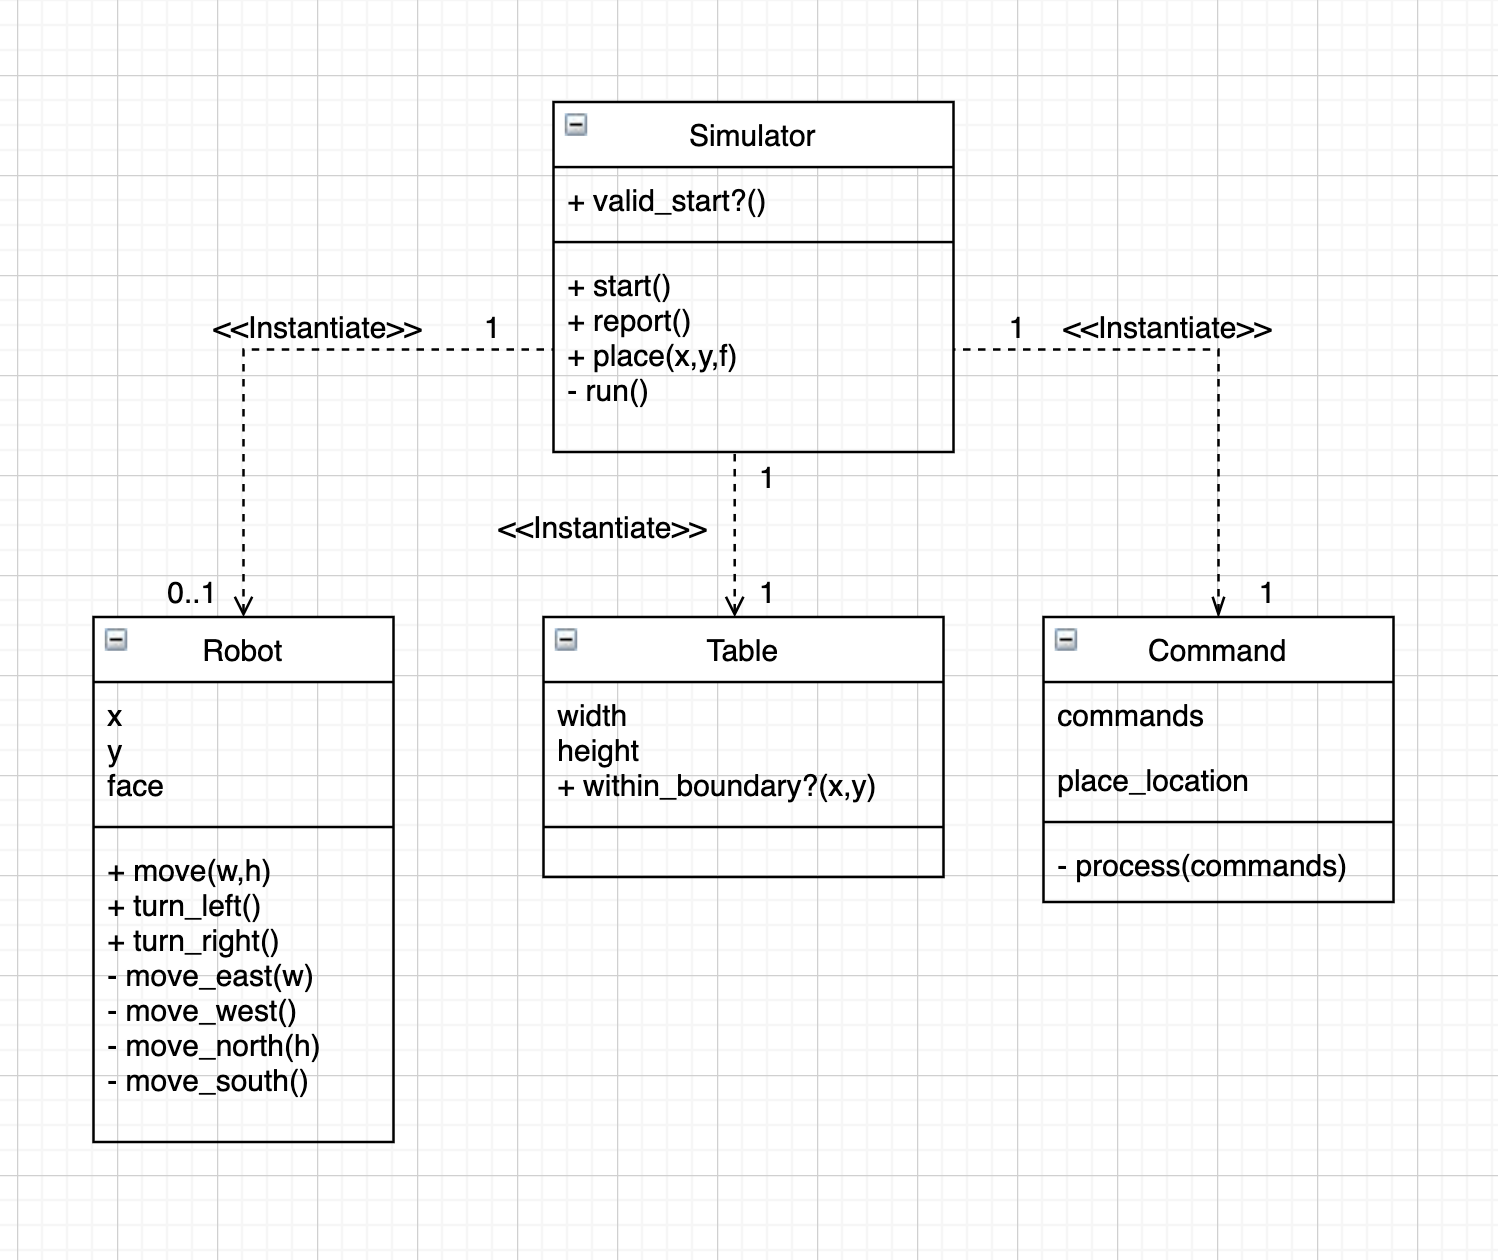 Simulator
+ valid_start?()
+ start()
+ report()
+ place(x,y,f)
- run()
<<Instantiate>>
1
1
<<Instantiate>>
1
<<Instantiate>>
0..1
1
1
Robot
x
y
face
+ move(w,h)
+ turn_left()
+ turn_right()
- move_east(w)
- move_west()
- move_north(h)
- move_south()
Table
width
height
+ within_boundary?(x,y)
Command
commands
place_location
- process(commands)